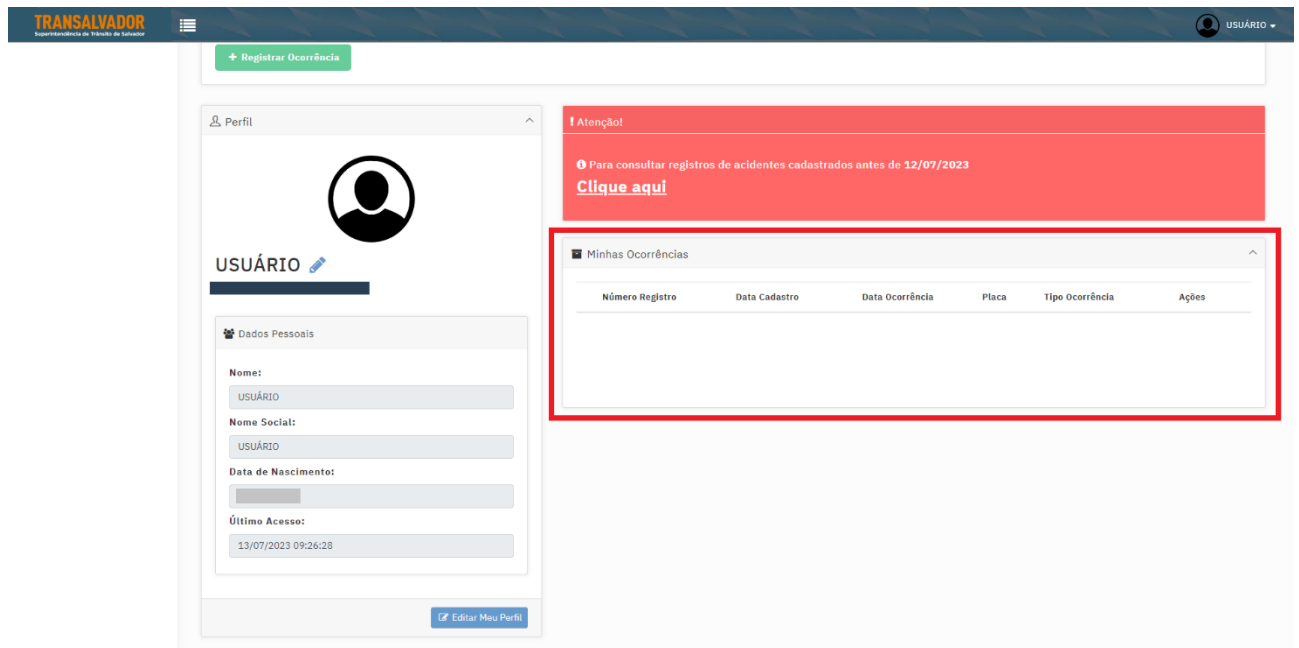 TRANSALVADOR
Superintendência de Trânsito de Salvador
USUÁRIO
+ Registrar Ocorrência
Perfil
USUÁRIO
Dados Pessoais
Nome:
USUÁRIO
Nome Social:
USUÁRIO
Data de Nascimento:
Último Acesso:
13/07/2023 09:26:28
Editar Meu Perfil
! Atenção!
Para consultar registros de acidentes cadastrados antes de 12/07/2023
Clique aqui
Minhas Ocorrências
Número Registro Data Cadastro Data Ocorrência Placa Tipo Ocorrência Ações